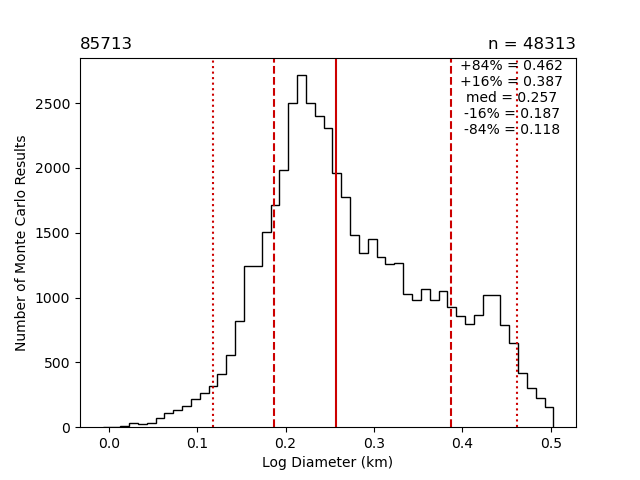 85713
n = 48313
+84% = 0.462
+16% = 0.387
med = 0.257
-16% = 0.187
-84% = 0.118
Number of Monte Carlo Results
2500
2000
1500
1000
500
0
0.0 0.1 0.2 0.3 0.4 0.5
Log Diameter (km)